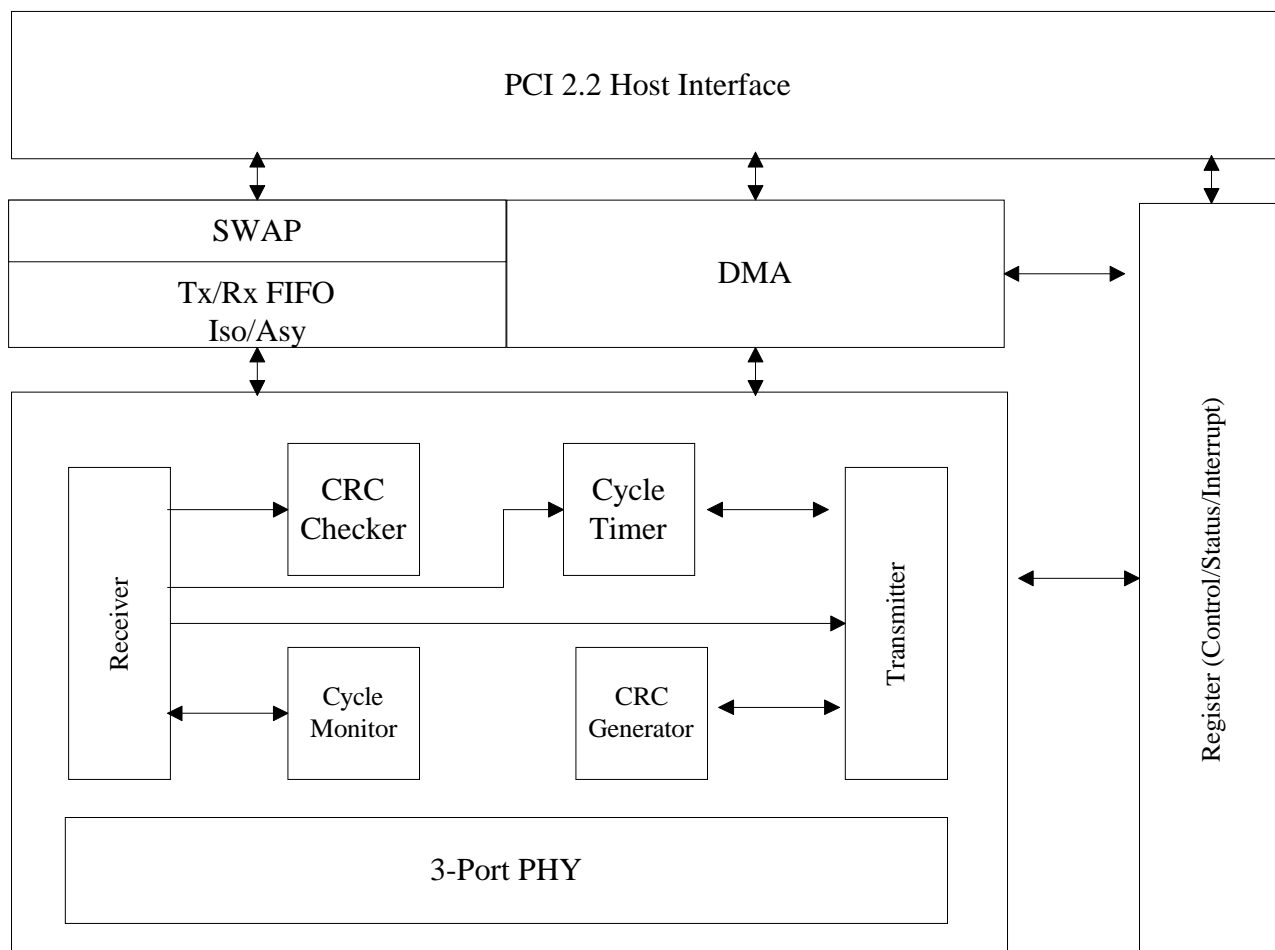 PCI 2.2 Host Interface
SWAP
Tx/Rx FIFO
Iso/Asy
DMA
Register (Control/Status/Interrupt)
Receiver
CRC
Checker
Cycle
Timer
Transmitter
Cycle
Monitor
CRC
Generator
3-Port PHY